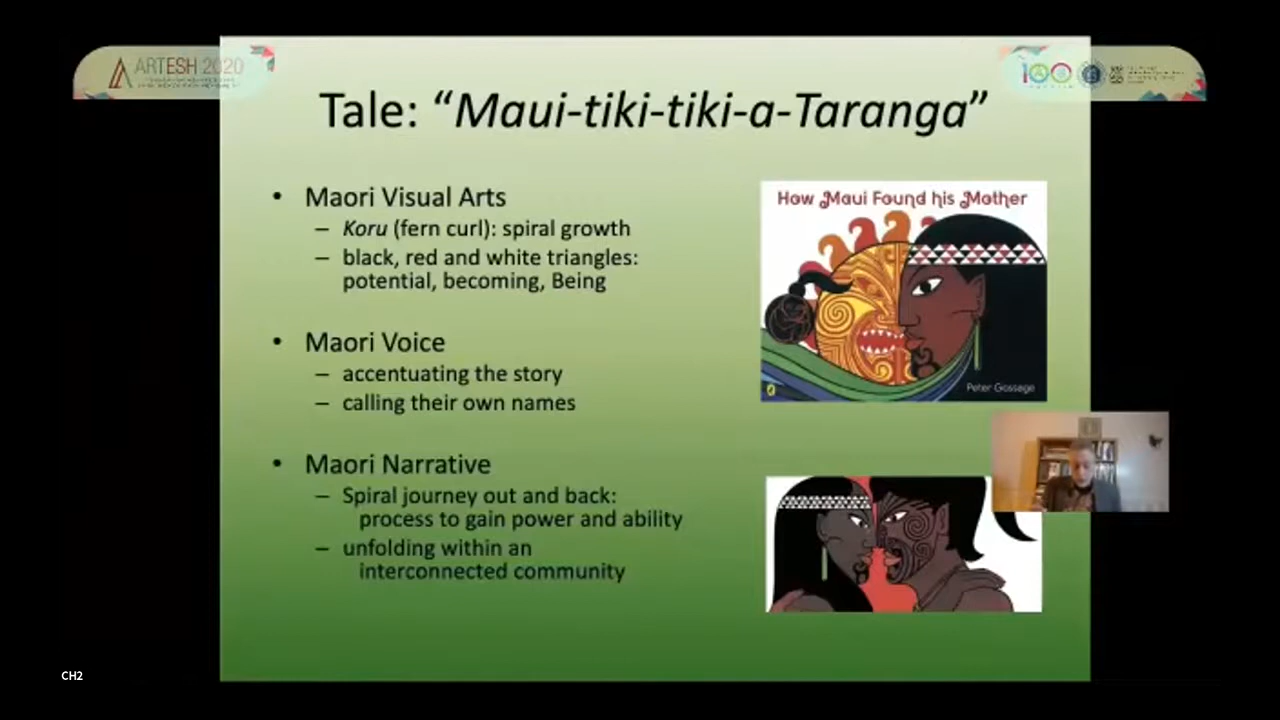 ARTESH 2020
100
Tale: “Maui-tiki-tiki-a-Taranga”
• Maori Visual Arts
– Koru (fern curl): spiral growth
– black, red and white triangles:
potential, becoming, Being
• Maori Voice
– accentuating the story
– calling their own names
• Maori Narrative
– Spiral journey out and back:
process to gain power and ability
– unfolding within an
interconnected community
How Maui Found his Mother
Peter Gossage
CH2